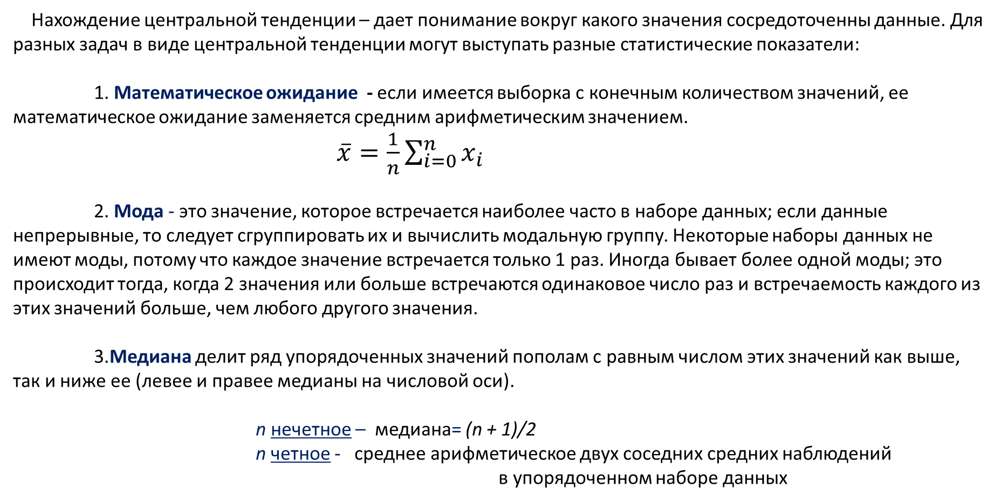 Нахождение центральной тенденции – дает понимание вокруг какого значения сосредоточенны данные. Для
разных задач в виде центральной тенденции могут выступать разные статистические показатели:
1. Математическое ожидание - если имеется выборка с конечным количеством значений, ее
математическое ожидание заменяется средним арифметическим значением.
x̄ = 1/n ∑ⁿᵢ₌₀ xᵢ
2. Мода - это значение, которое встречается наиболее часто в наборе данных; если данные
непрерывные, то следует сгруппировать их и вычислить модальную группу. Некоторые наборы данных не
имеют моды, потому что каждое значение встречается только 1 раз. Иногда бывает более одной моды; это
происходит тогда, когда 2 значения или больше встречаются одинаковое число раз и встречаемость каждого из
этих значений больше, чем любого другого значения.
3.Медиана делит ряд упорядоченных значений пополам с равным числом этих значений как выше,
так и ниже ее (левее и правее медианы на числовой оси).
n нечетное – медиана= (n + 1)/2
n четное - среднее арифметическое двух соседних средних наблюдений
в упорядоченном наборе данных